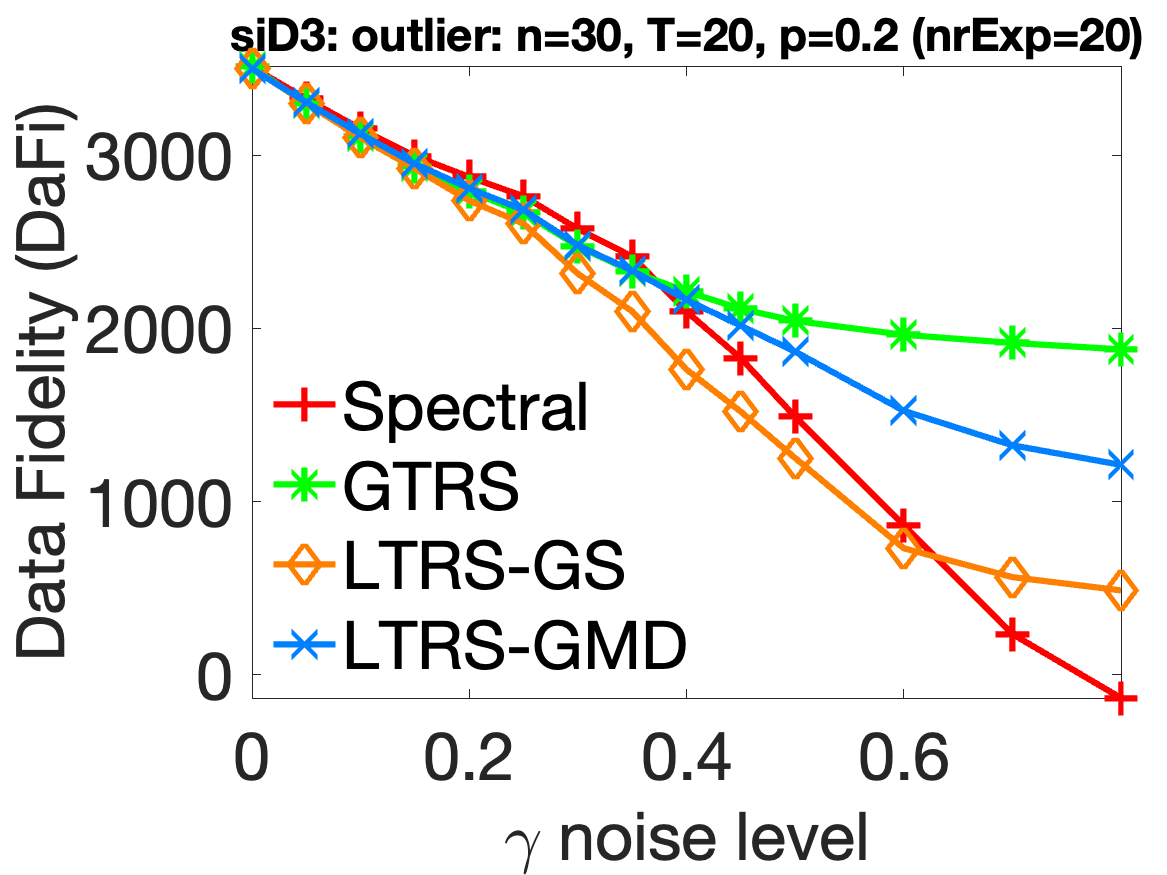 siD3: outlier: n=30, T=20, p=0.2 (nrExp=20)
Data Fidelity (DaFi)
3000
2000
1000
0
Spectral
GTRS
LTRS-GS
LTRS-GMD
0 0.2 0.4 0.6
γ noise level